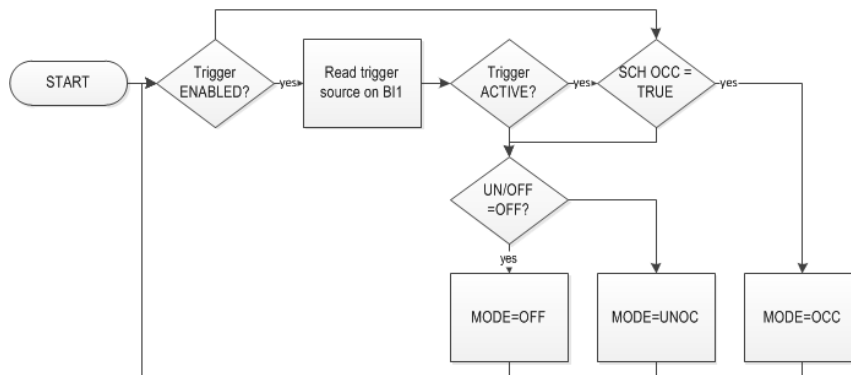 START
Trigger
ENABLED?
yes
Read trigger
source on BI1
Trigger
ACTIVE?
yes
SCH OCC =
TRUE
yes
UN/OFF
=OFF?
yes
MODE=OFF
MODE=UNOC
MODE=OCC